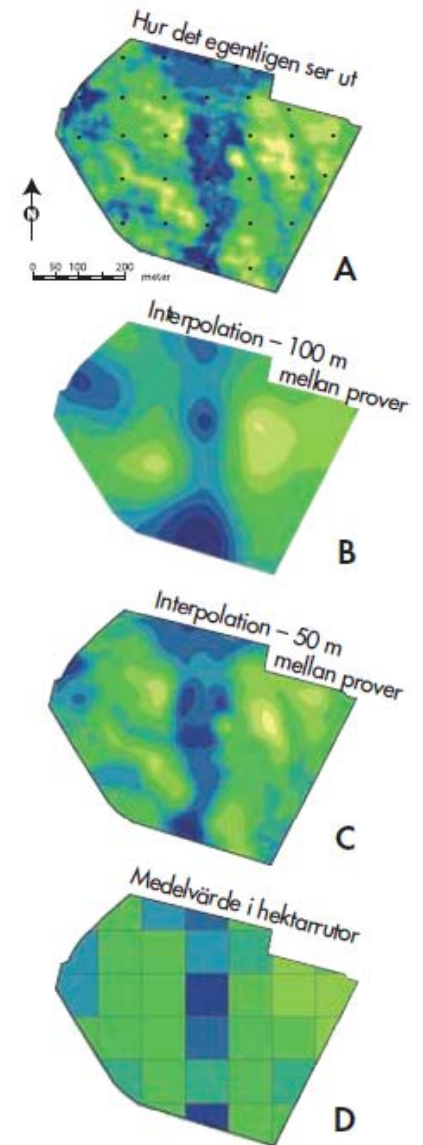 Hur det egentligen ser ut
N
0 50 100 200
meter
A
Interpolation – 100 m
mellan prover
B
Interpolation – 50 m
mellan prover
C
Medelvärde i hektarrutor
D